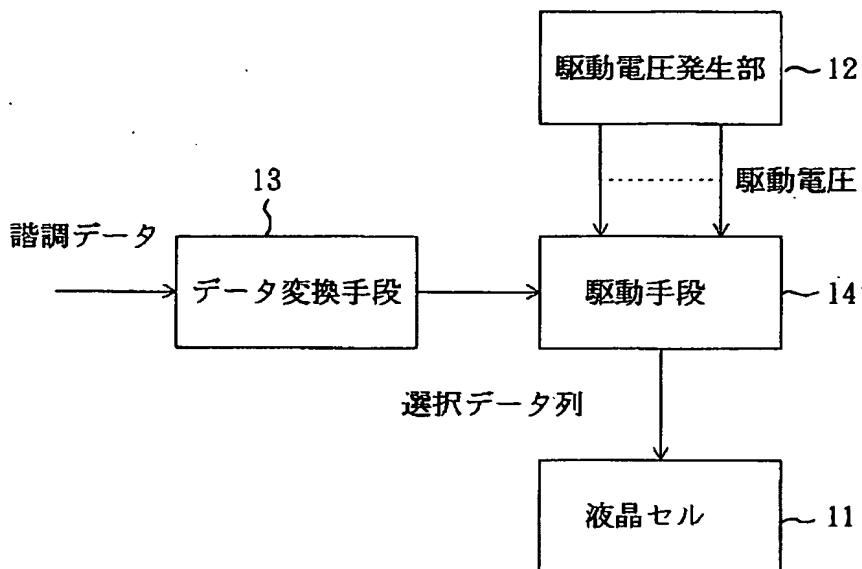 駆動電圧発生部
12
駆動電圧
13
諧調データ
データ変換手段
駆動手段
14
選択データ列
液晶セル
11